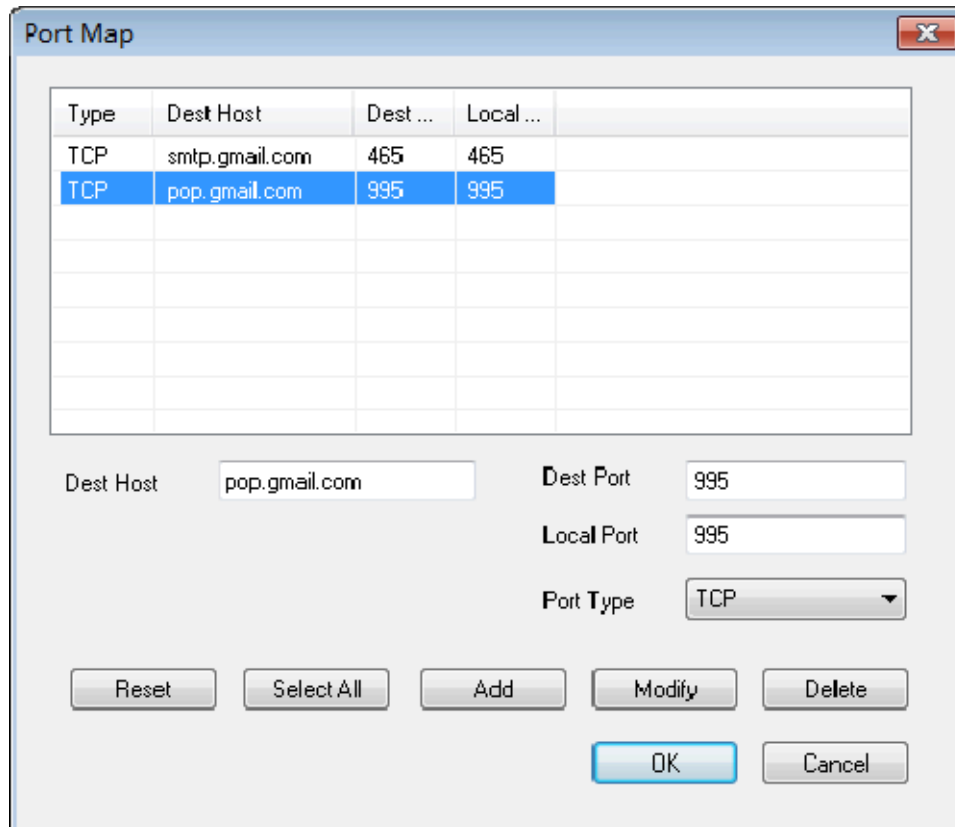 Port Map
Type Dest Host Dest ... Local ...
TCP smtp.gmail.com 465 465
TCP pop.gmail.com 995 995
Dest Host pop.gmail.com Dest Port 995
Local Port 995
Port Type TCP
Reset Select All Add Modify Delete
OK Cancel